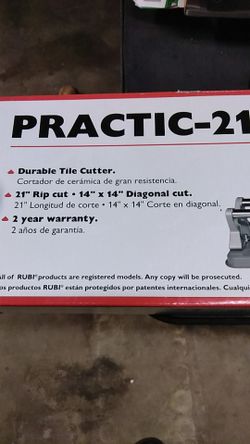 PRACTIC-21
Durable Tile Cutter.
Cortador de cerámica de gran resistencia.
21" Rip cut • 14" x 14" Diagonal cut.
21" Longitud de corte • 14" x 14" Corte en diagonal.
2 year warranty.
2 años de garantía.
All of RUBI® products are registered models. Any copy will be prosecuted.
os productos RUBI® están protegidos por patentes internacionales. Cualqui